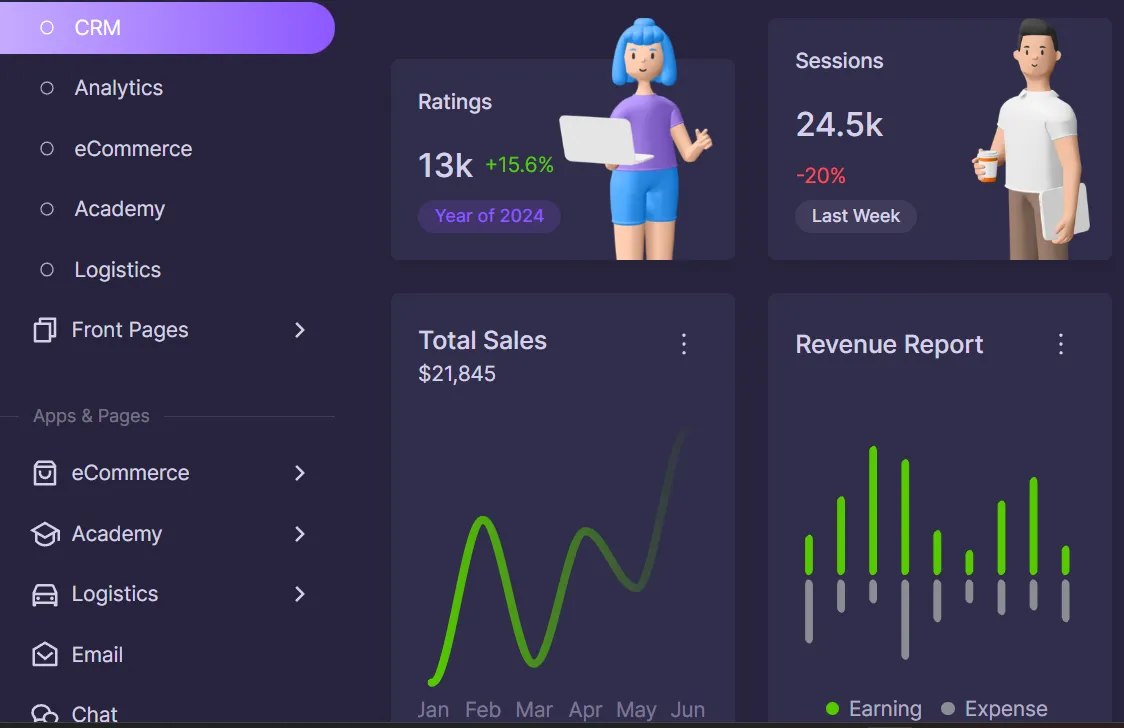 CRM
Analytics
eCommerce
Academy
Logistics
Front Pages
Apps & Pages
eCommerce
Academy
Logistics
Email
Chat
Ratings
13k +15.6%
Year of 2024
Sessions
24.5k
-20%
Last Week
Total Sales
$21,845
Jan Feb Mar Apr May Jun
Revenue Report
Earning Expense